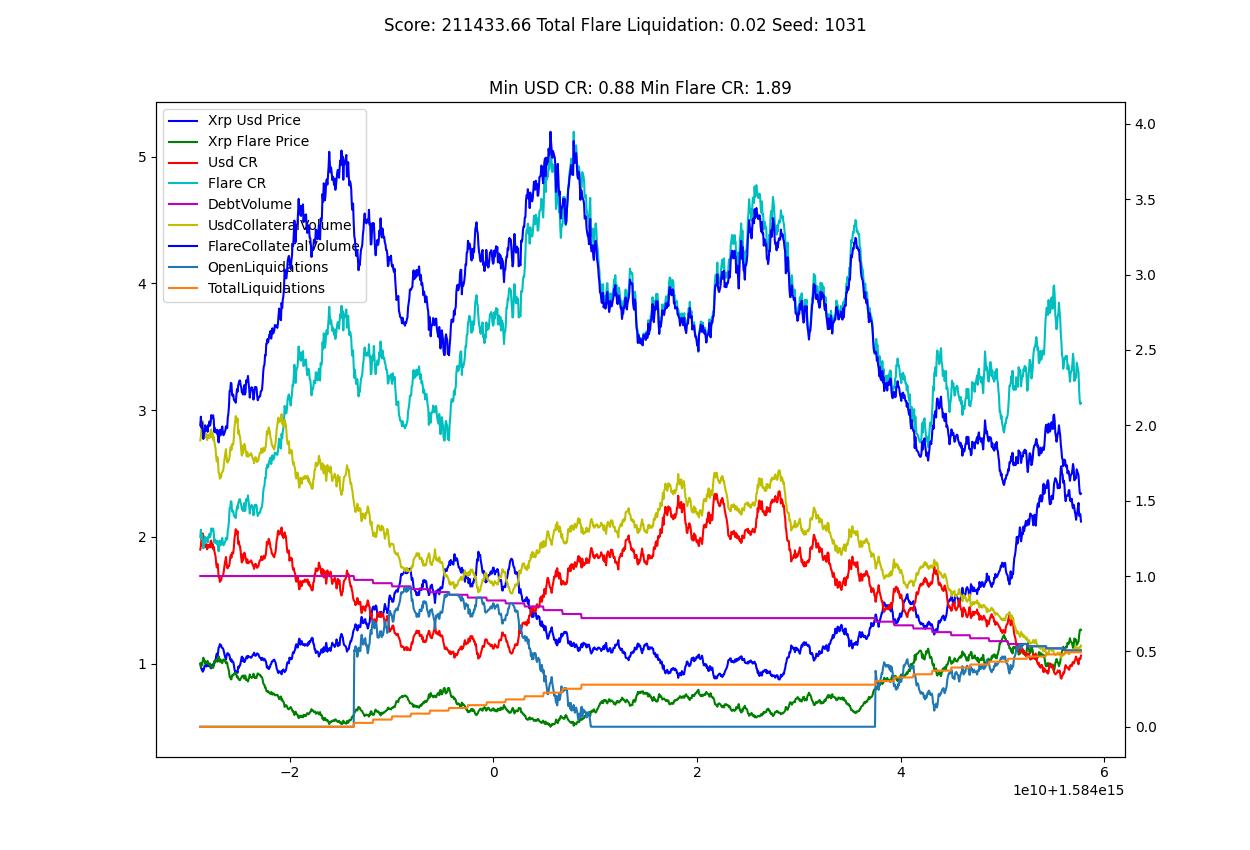 Score: 211433.66 Total Flare Liquidation: 0.02 Seed: 1031
Min USD CR: 0.88 Min Flare CR: 1.89
Xrp Usd Price
Xrp Flare Price
Usd CR
Flare CR
DebtVolume
UsdCollateralVolume
FlareCollateralVolume
OpenLiquidations
TotalLiquidations
5
4
3
2
1
4.0
3.5
3.0
2.5
2.0
1.5
1.0
0.5
0.0
−2 0 2 4 6
1e10+1.584e15